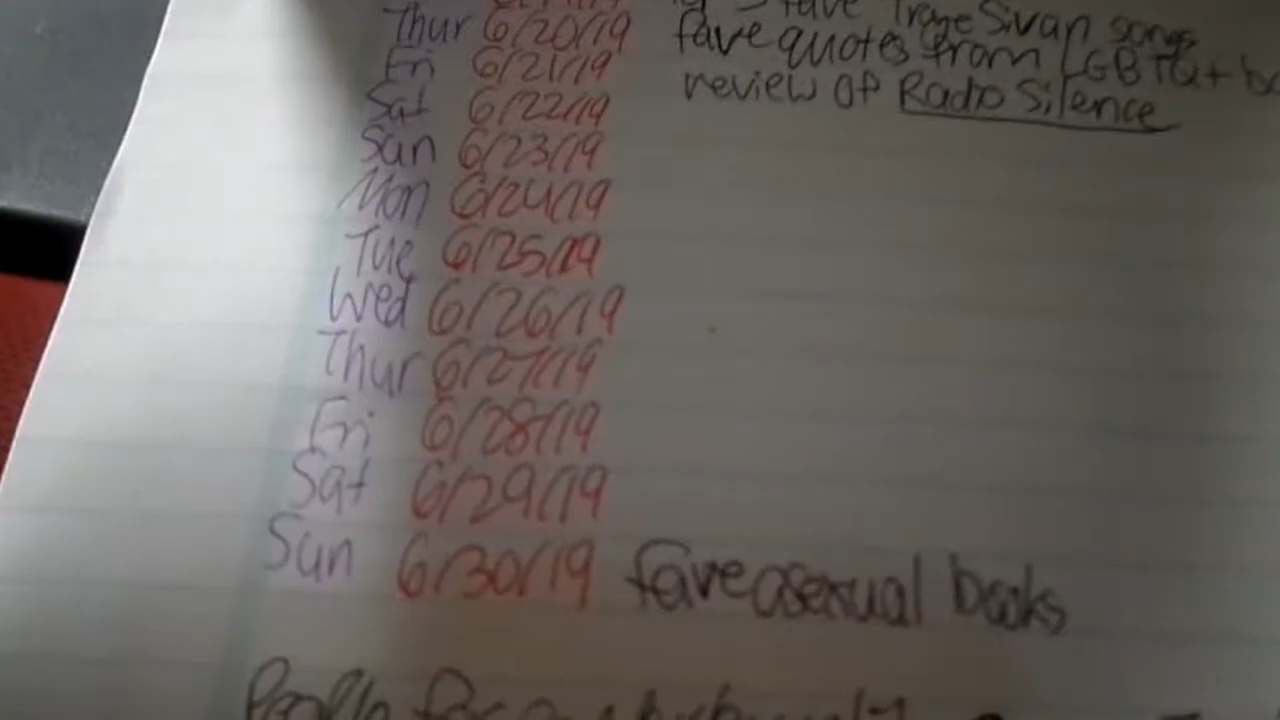 fave Troye Sivan songs
Thur 6/20/19 fave quotes from LGBTQ+
Fri 6/21/19 review of Radio Silence
Sat 6/22/19
Sun 6/23/19
Mon 6/24/19
Tue 6/25/19
Wed 6/26/19
Thur 6/27/19
Fri 6/28/19
Sat 6/29/19
Sun 6/30/19 fave asexual books
for